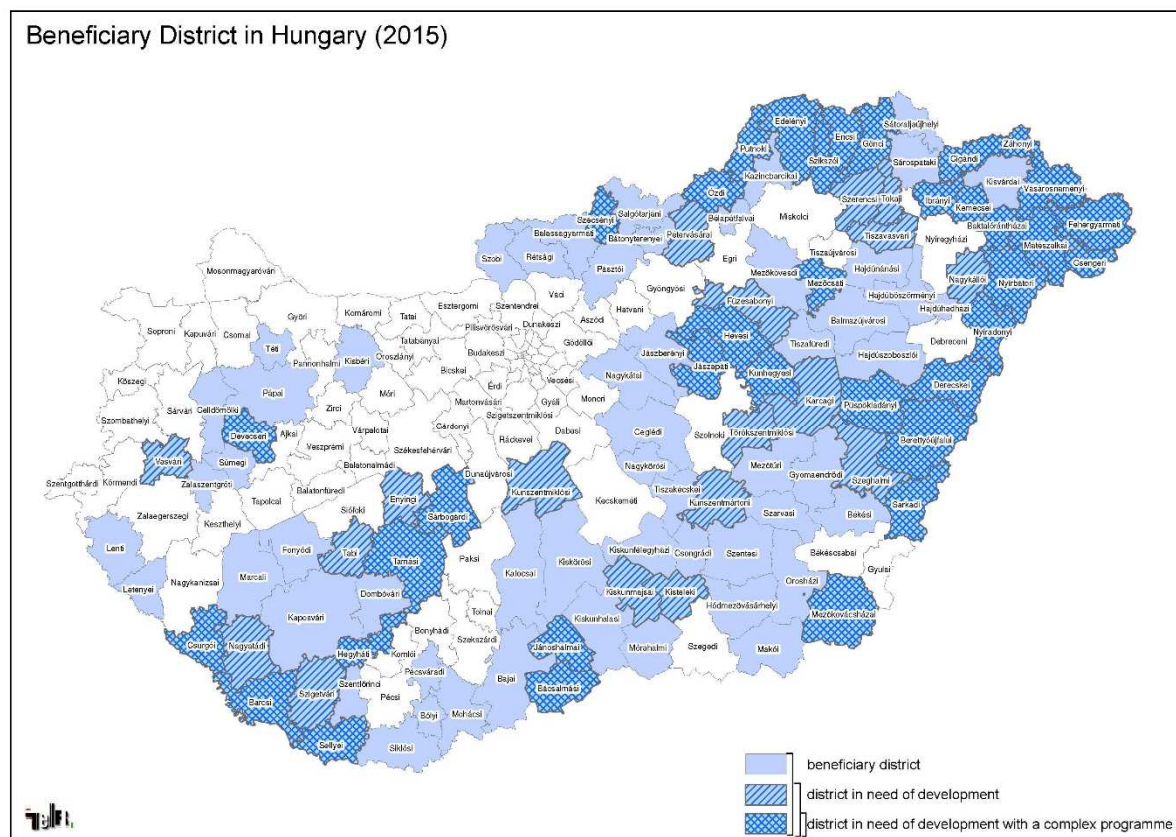 Beneficiary District in Hungary (2015)
Sátoraljaújhelyi
Edelényi
Encsi
Gönci
Putnoki
Szikszói
Sárospataki
Cigándi
Záhonyi
Kazincbarcikai
Kisvárdai
Vásárosnaményi
Ózdi
Szerencsi
Tokaji
Ibrányi
Kemecsei
Szécsényi
Salgótarjáni
Bélapátfalvai
Miskolci
Baktalórántházai
Fehérgyarmati
Balassagyarmati
Bátonyterenyei
Pétervásárai
Tiszavasvári
Nyíregyházi
Mátészalkai
Szobi
Rétsági
Pásztói
Egri
Tiszaújvárosi
Csengeri
Mosonmagyaróvári
Mezőkövesdi
Mezőcsáti
Hajdúnánási
Nagykállói
Nyírbátori
Gyöngyösi
Hajdúböszörményi
Váci
Füzesabonyi
Hajdúhadházi
Esztergomi
Szentendrei
Hatvani
Balmazújvárosi
Komáromi
Tatai
Aszódi
Győri
Pilisvörösvári
Dunakeszi
Hevesi
Nyíradonyi
Soproni
Kapuvári
Csornai
Tatabányai
Gödöllői
Tiszafüredi
Debreceni
Téti
Pannonhalmi
Kisbéri
Oroszlányi
Budakeszi
Jászberényi
Hajdúszoboszlói
Bicskei
Vecsési
Jászapáti
Kunhegyesi
Derecskei
Kőszegi
Pápai
Zirci
Móri
Érdi
Nagykátai
Karcagi
Püspökladányi
Sárvári
Celldömölki
Martonvásári
Gyáli
Monori
Szombathelyi
Devecseri
Ajkai
Várpalotai
Gárdonyi
Szigetszentmiklósi
Ceglédi
Szolnoki
Törökszentmiklósi
Berettyóújfalui
Veszprémi
Székesfehérvári
Ráckevei
Dabasi
Vasvári
Sümegi
Balatonalmádi
Nagykőrösi
Mezőtúri
Gyomaendrődi
Szentgotthárdi
Körmendi
Zalaszentgróti
Balatonfüredi
Dunaújvárosi
Szeghalmi
Tapolcai
Enyingi
Kunszentmiklósi
Kecskeméti
Tiszakécskei
Kunszentmártoni
Sarkadi
Zalaegerszegi
Keszthelyi
Siófoki
Sárbogárdi
Szarvasi
Békési
Lenti
Fonyódi
Tabi
Tamási
Paksi
Kiskunfélegyházi
Csongrádi
Szentesi
Békéscsabai
Letenyei
Nagykanizsai
Marcali
Kalocsai
Kiskőrösi
Gyulai
Dombóvári
Kiskunmajsai
Kisteleki
Orosházi
Kaposvári
Tolnai
Kiskunhalasi
Hódmezővásárhelyi
Mezőkovácsházai
Csurgói
Nagyatádi
Hegyháti
Bonyhádi
Szekszárdi
Jánoshalmai
Mórahalmi
Szegedi
Makói
Komlói
Barcsi
Szigetvári
Szentlőrinci
Pécsváradi
Bajai
Bácsalmási
Pécsi
Sellyei
Bólyi
Mohácsi
Siklósi
beneficiary district
district in need of development
district in need of development with a complex programme